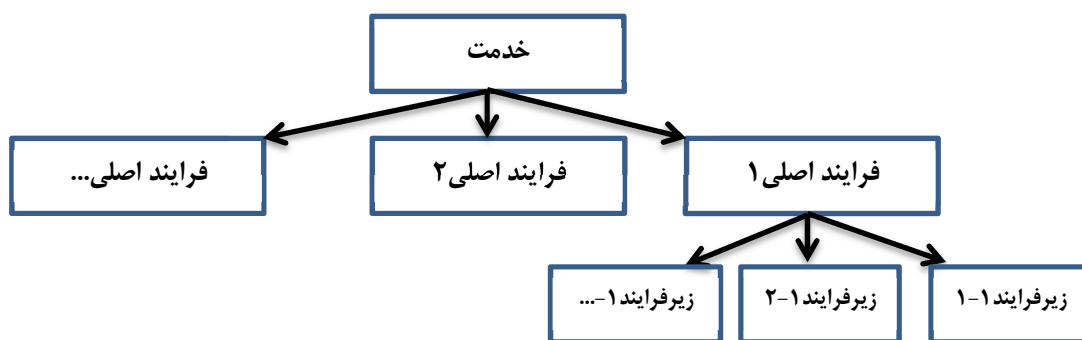 خدمت
فرایند اصلی۱
فرایند اصلی۲
فرایند اصلی...
زیرفرایند۱-۱
زیرفرایند۱-۲
زیرفرایند۱-...